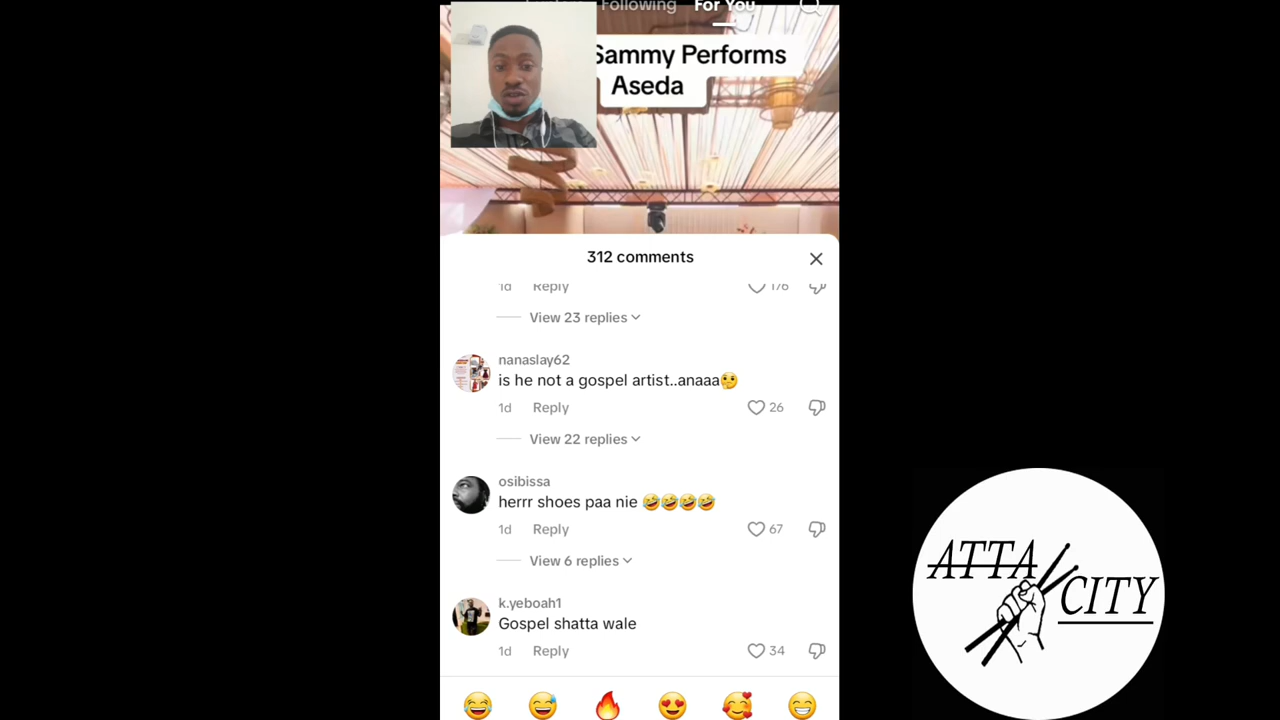 Following
For You
Sammy Performs
Aseda
312 comments
1d Reply 176
View 23 replies
nanaslay62
is he not a gospel artist..anaaa🤔
1d Reply 26
View 22 replies
osibissa
herrr shoes paa nie 🤣🤣🤣🤣
1d Reply 67
View 6 replies
k.yeboah1
Gospel shatta wale
1d Reply 34
ATTA
CITY